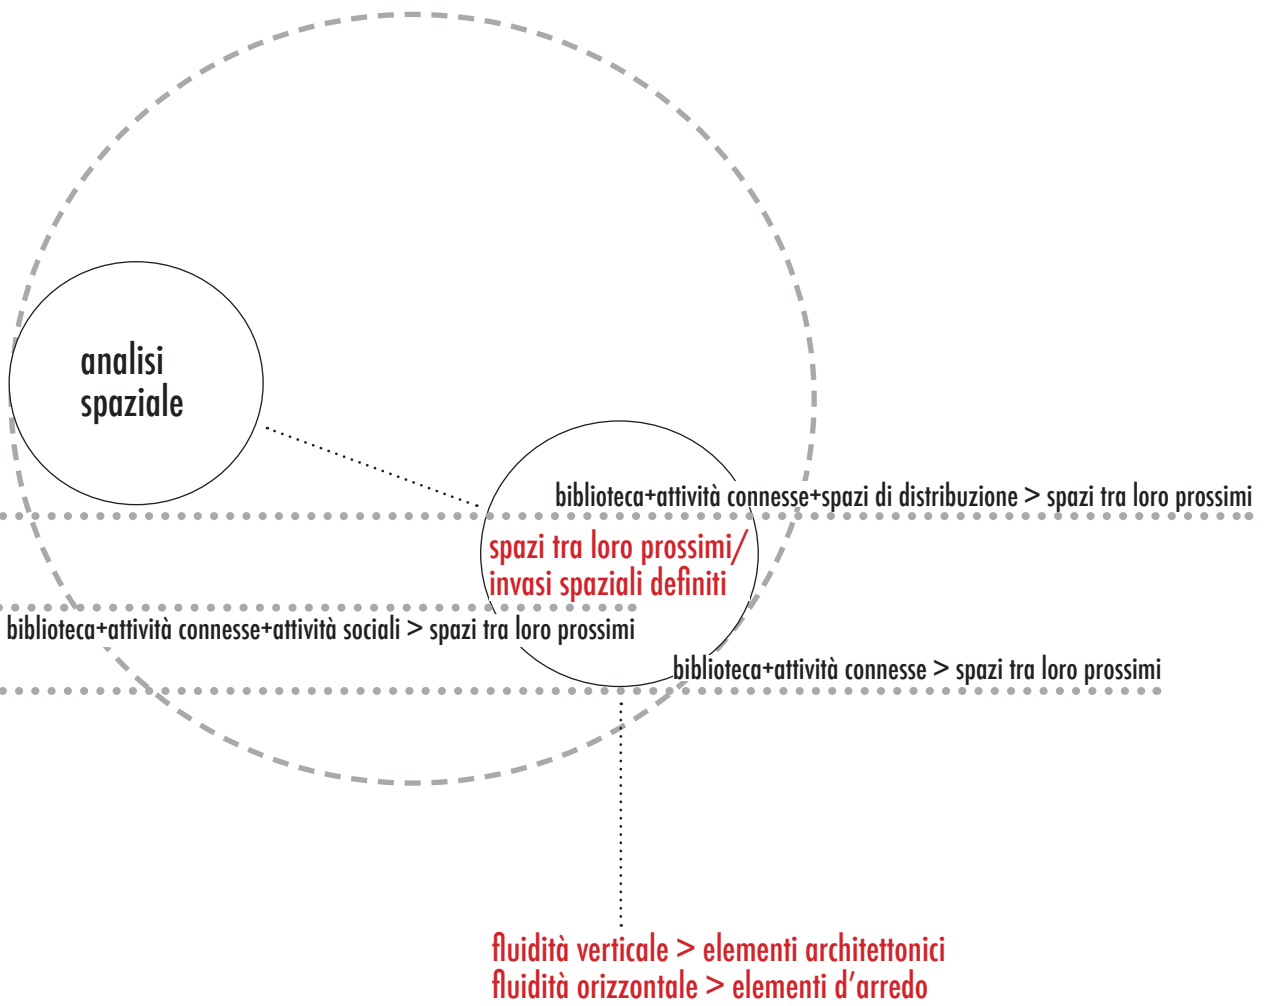 analisi
spaziale
biblioteca+attività connesse+spazi di distribuzione > spazi tra loro prossimi
spazi tra loro prossimi/
invasi spaziali definiti
biblioteca+attività connesse+attività sociali > spazi tra loro prossimi
biblioteca+attività connesse > spazi tra loro prossimi
fluidità verticale > elementi architettonici
fluidità orizzontale > elementi d'arredo